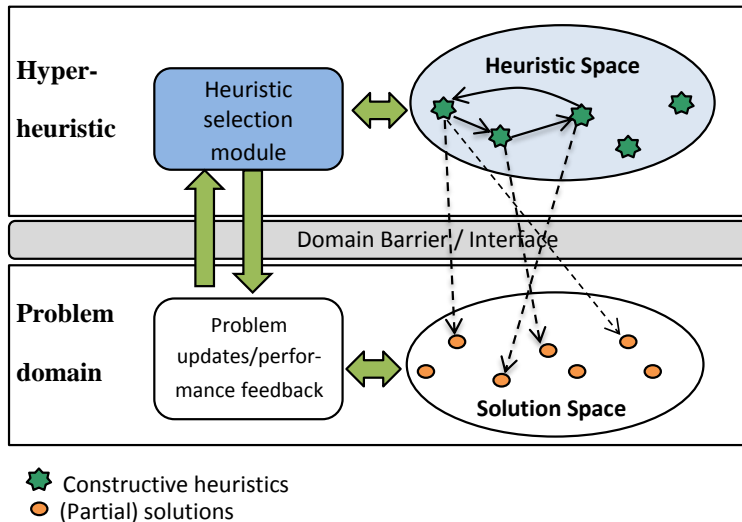 Hyper-
heuristic
Heuristic
selection
module
Heuristic Space
Domain Barrier / Interface
Problem
domain
Problem
updates/perfor-
mance feedback
Solution Space
Constructive heuristics
(Partial) solutions